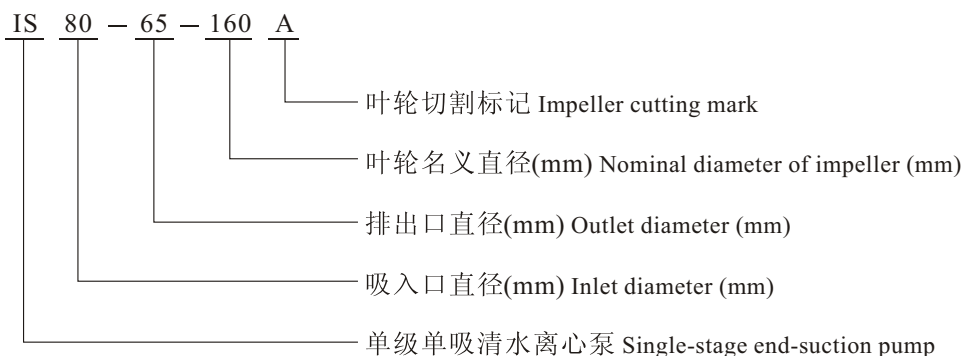 IS 80 – 65 – 160 A
叶轮切割标记 Impeller cutting mark
叶轮名义直径(mm) Nominal diameter of impeller (mm)
排出口直径(mm) Outlet diameter (mm)
吸入口直径(mm) Inlet diameter (mm)
单级单吸清水离心泵 Single-stage end-suction pump